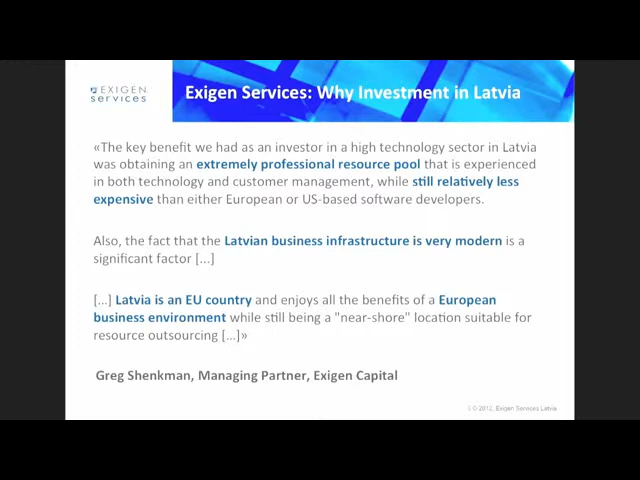 EXIGEN
services
Exigen Services: Why Investment in Latvia
«The key benefit we had as an investor in a high technology sector in Latvia
was obtaining an extremely professional resource pool that is experienced
in both technology and customer management, while still relatively less
expensive than either European or US-based software developers.
Also, the fact that the Latvian business infrastructure is very modern is a
significant factor [...]
[...] Latvia is an EU country and enjoys all the benefits of a European
business environment while still being a "near-shore" location suitable for
resource outsourcing [...]»
Greg Shenkman, Managing Partner, Exigen Capital
© 2012, Exigen Services Latvia